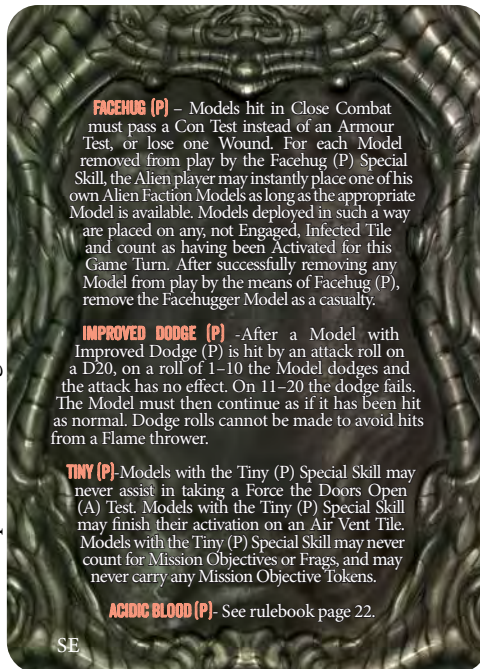 FACEHUG (P) – Models hit in Close Combat
must pass a Con Test instead of an Armour
Test, or lose one Wound. For each Model
removed from play by the Facehug (P) Special
Skill, the Alien player may instantly place one of his
own Alien Faction Models as long as the appropriate
Model is available. Models deployed in such a way
are placed on any, not Engaged, Infected Tile
and count as having been Activated for this
Game Turn. After successfully removing any
Model from play by the means of Facehug (P),
remove the Facehugger Model as a casualty.
IMPROVED DODGE (P) -After a Model with
Improved Dodge (P) is hit by an attack roll on
a D20, on a roll of 1–10 the Model dodges and
the attack has no effect. On 11–20 the dodge fails.
The Model must then continue as if it has been hit
as normal. Dodge rolls cannot be made to avoid hits
from a Flame thrower.
TINY (P)-Models with the Tiny (P) Special Skill may
never assist in taking a Force the Doors Open
(A) Test. Models with the Tiny (P) Special Skill
may finish their activation on an Air Vent Tile.
Models with the Tiny (P) Special Skill may never
count for Mission Objectives or Frags, and may
never carry any Mission Objective Tokens.
ACIDIC BLOOD (P)- See rulebook page 22.
SE